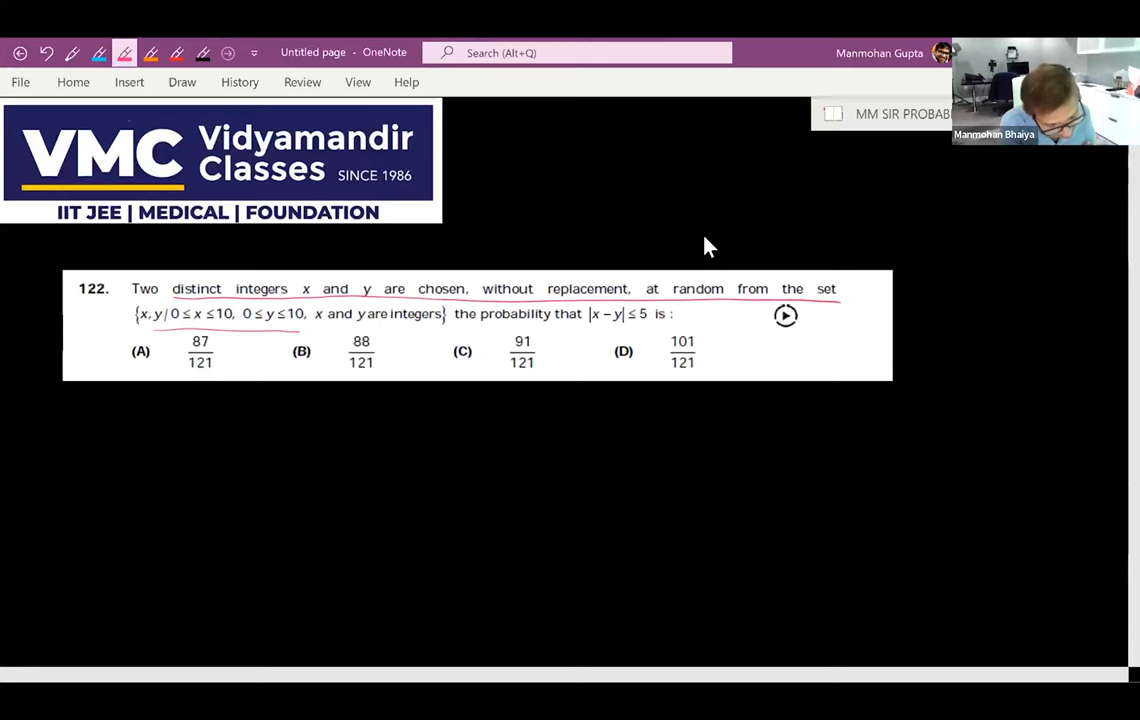 Untitled page - OneNote
Search (Alt+Q)
Manmohan Gupta
File Home Insert Draw History Review View Help
VMC Vidyamandir Classes SINCE 1986
IIT JEE | MEDICAL | FOUNDATION
MM SIR PROBAB
Manmohan Bhaiya
122. Two distinct integers x and y are chosen, without replacement, at random from the set
{x, y / 0 ≤ x ≤ 10, 0 ≤ y ≤ 10, x and y are integers} the probability that |x − y| ≤ 5 is :
(A) 87/121 (B) 88/121 (C) 91/121 (D) 101/121